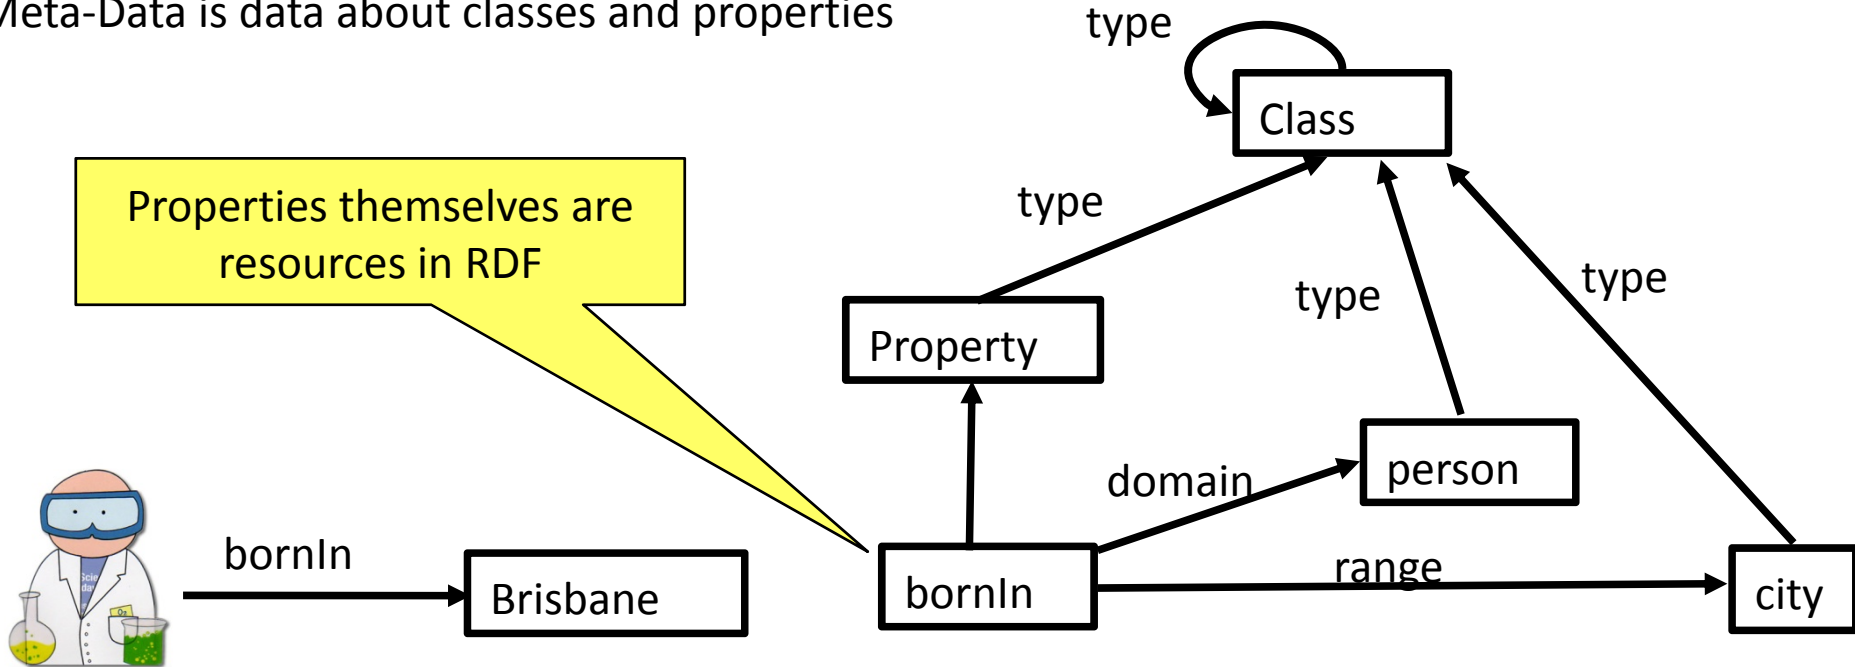 Meta-Data is data about classes and properties
type
Class
Properties themselves are
resources in RDF
type
type
type
Property
person
domain
bornIn
Brisbane
bornIn
range
city